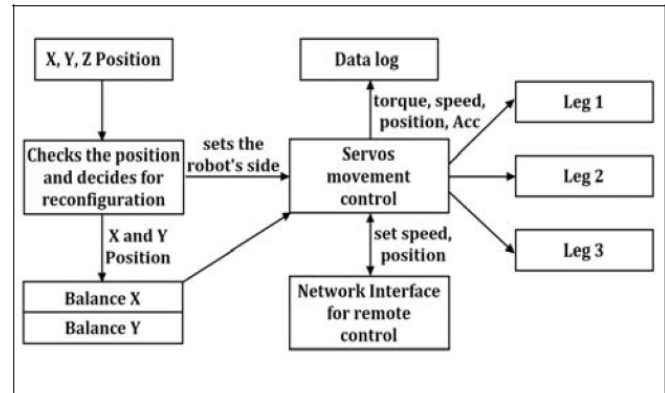 X, Y, Z Position
Checks the position
and decides for
reconfiguration
X and Y
Position
Balance X
Balance Y
sets the
robot's side
Data log
torque, speed,
position, Acc
Servos
movement
control
set speed,
position
Network Interface
for remote
control
Leg 1
Leg 2
Leg 3